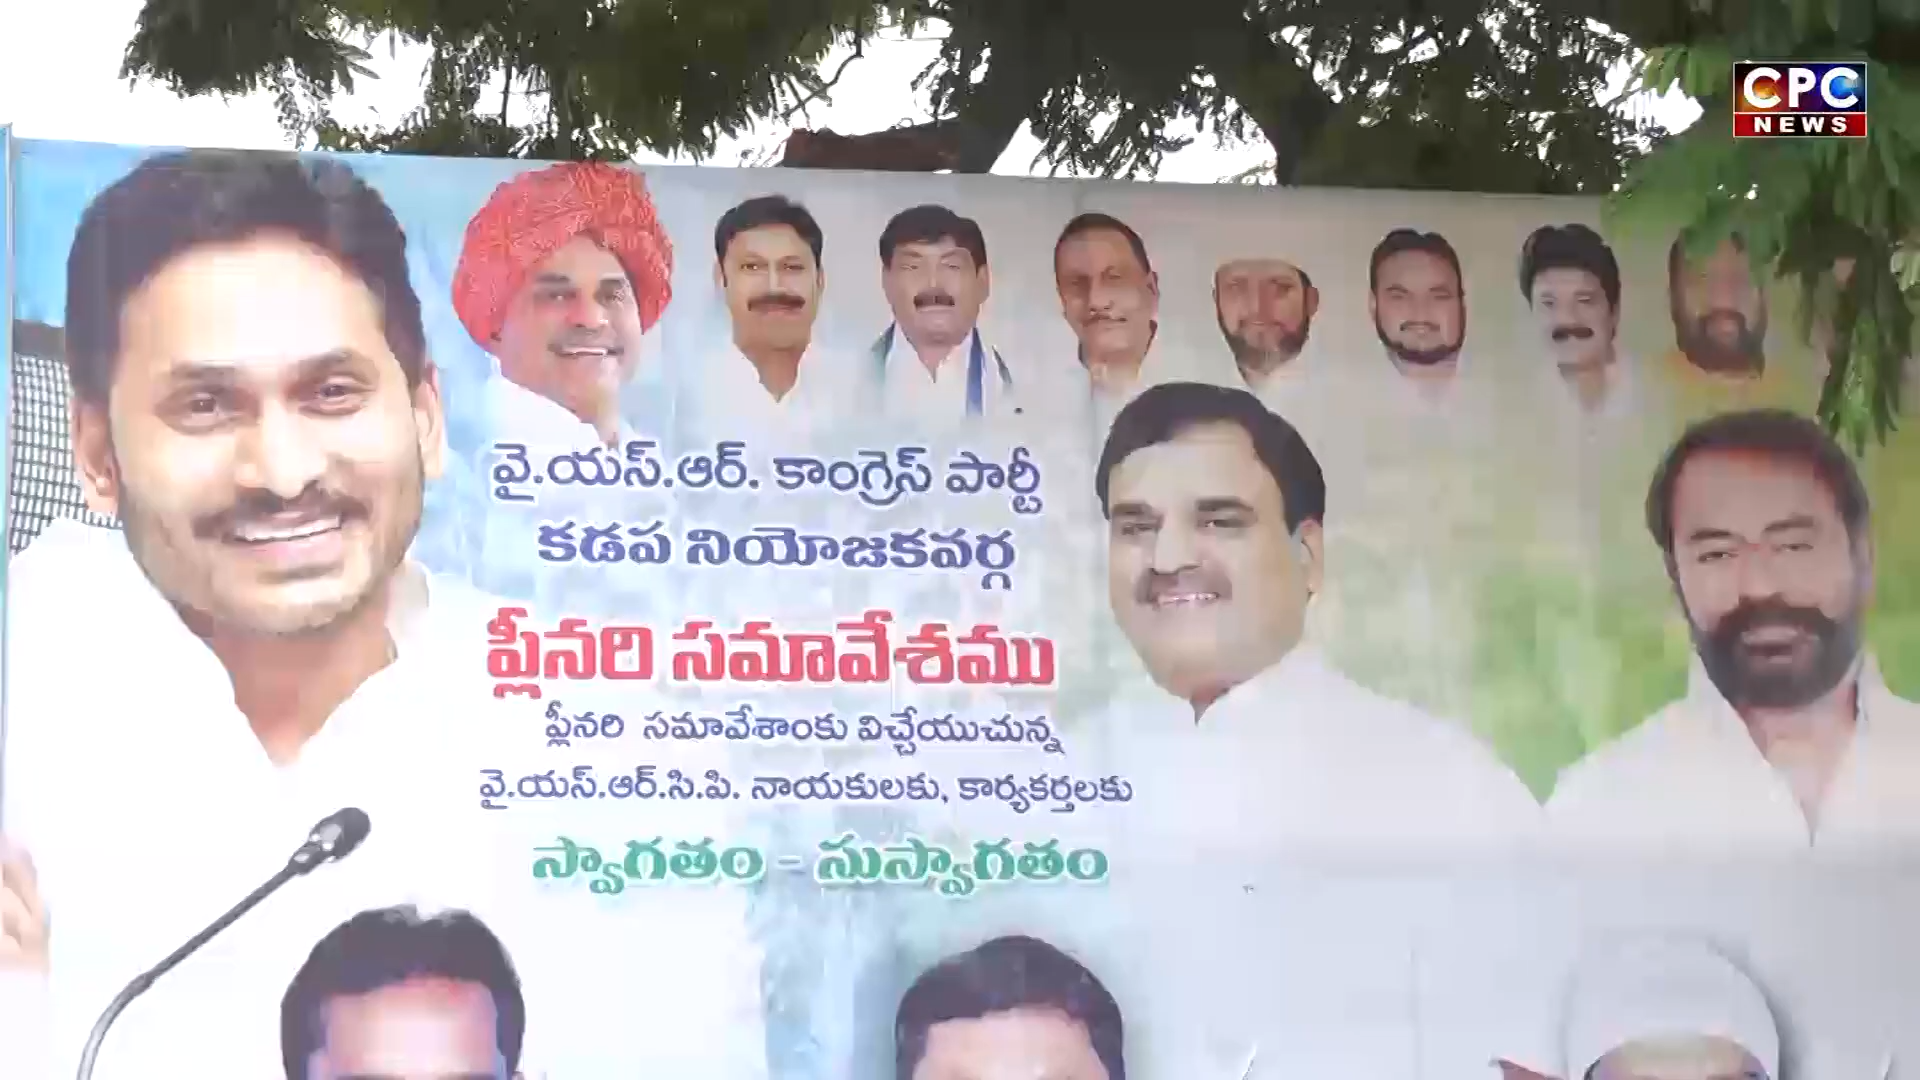 CPC
NEWS
వై.యస్.ఆర్. కాంగ్రెస్ పార్టీ
కడప నియోజకవర్గ
ప్లీనరి సమావేశము
ప్లీనరి సమావేశాంకు విచ్చేయుచున్న
వై.యస్.ఆర్.సి.పి. నాయకులకు, కార్యకర్తలకు
స్వాగతం - సుస్వాగతం